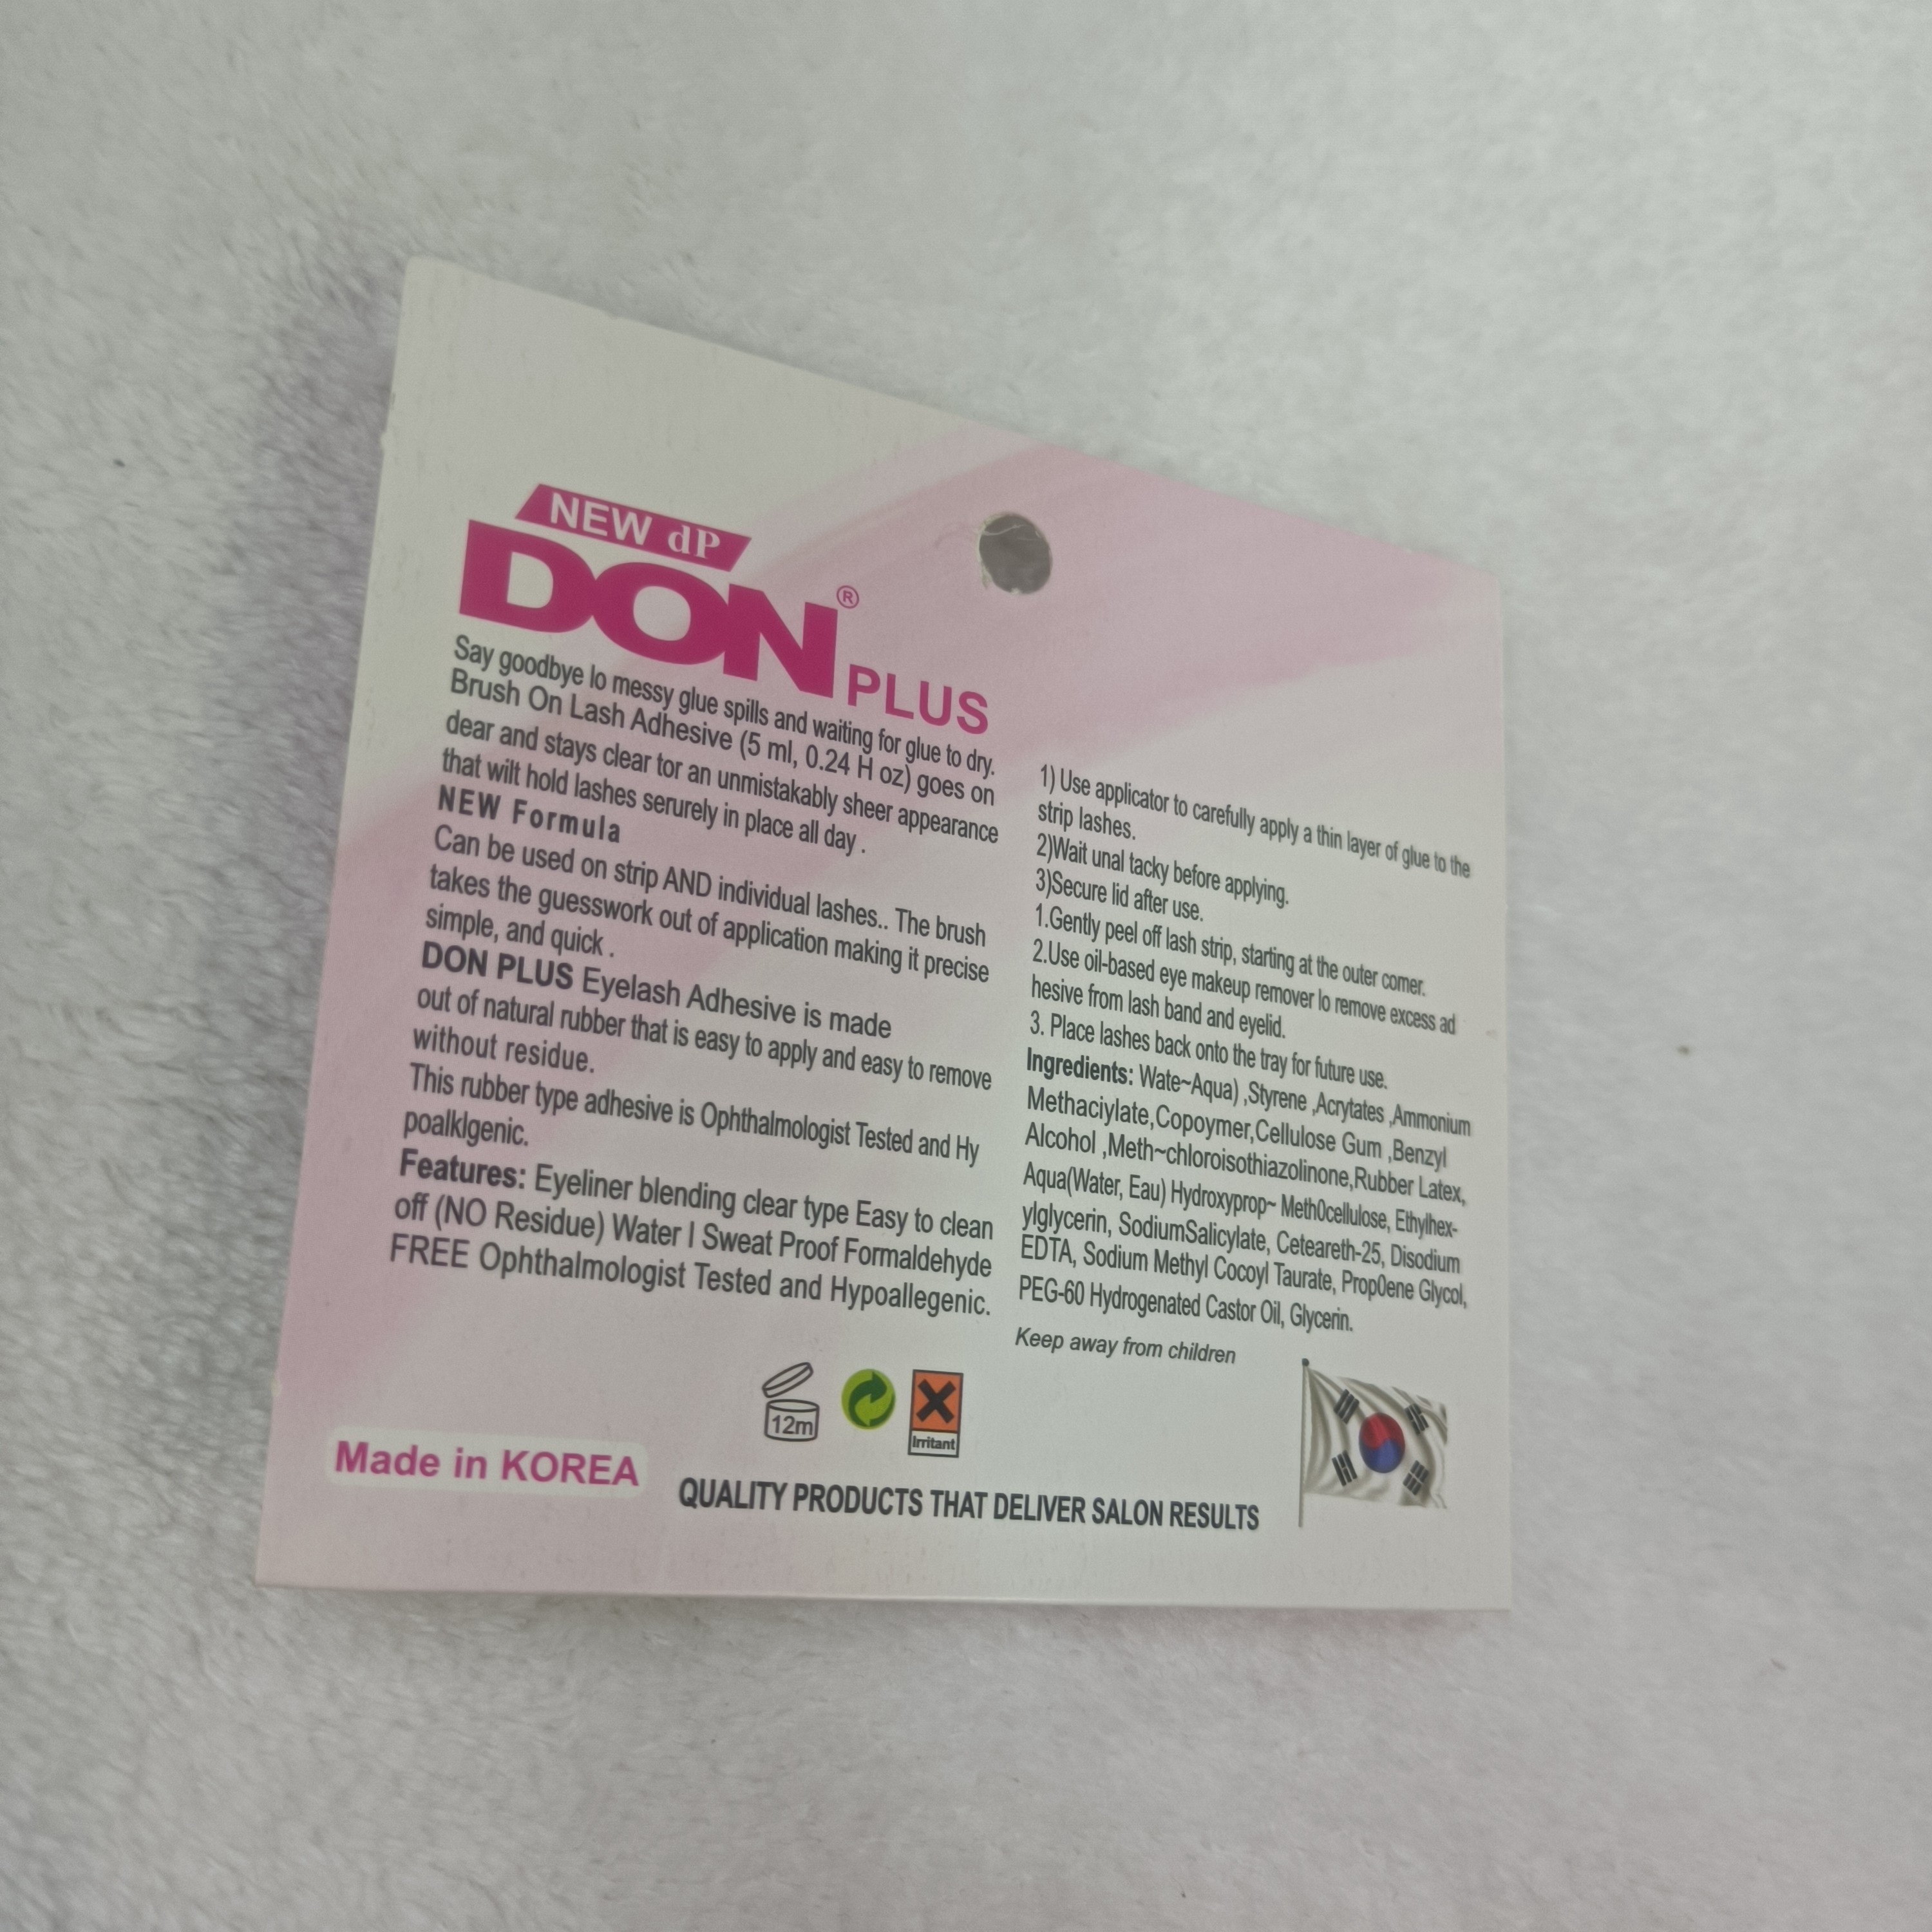 NEW dP
DON®
PLUS
Say goodbye lo messy glue spills and waiting for glue to dry.
Brush On Lash Adhesive (5 ml, 0.24 H oz) goes on
dear and stays clear tor an unmistakably sheer appearance
that wilt hold lashes serurely in place all day .
NEW Formula
Can be used on strip AND individual lashes.. The brush
takes the guesswork out of application making it precise
simple, and quick .
DON PLUS Eyelash Adhesive is made
out of natural rubber that is easy to apply and easy to remove
without residue.
This rubber type adhesive is Ophthalmologist Tested and Hy
poalklgenic.
Features: Eyeliner blending clear type Easy to clean
off (NO Residue) Water I Sweat Proof Formaldehyde
FREE Ophthalmologist Tested and Hypoallegenic.
1) Use applicator to carefully apply a thin layer of glue to the
strip lashes.
2)Wait unal tacky before applying.
3)Secure lid after use.
1.Gently peel off lash strip, starting at the outer comer.
2.Use oil-based eye makeup remover lo remove excess ad
hesive from lash band and eyelid.
3. Place lashes back onto the tray for future use.
Ingredients: Wate~Aqua) ,Styrene ,Acrytates ,Ammonium
Methaciylate,Copoymer,Cellulose Gum ,Benzyl
Alcohol ,Meth~chloroisothiazolinone,Rubber Latex,
Aqua(Water, Eau) Hydroxyprop~ Meth0cellulose, Ethylhex-
ylglycerin, SodiumSalicylate, Ceteareth-25, Disodium
EDTA, Sodium Methyl Cocoyl Taurate, Prop0ene Glycol,
PEG-60 Hydrogenated Castor Oil, Glycerin.
Keep away from children
12m
Irritant
Made in KOREA
QUALITY PRODUCTS THAT DELIVER SALON RESULTS